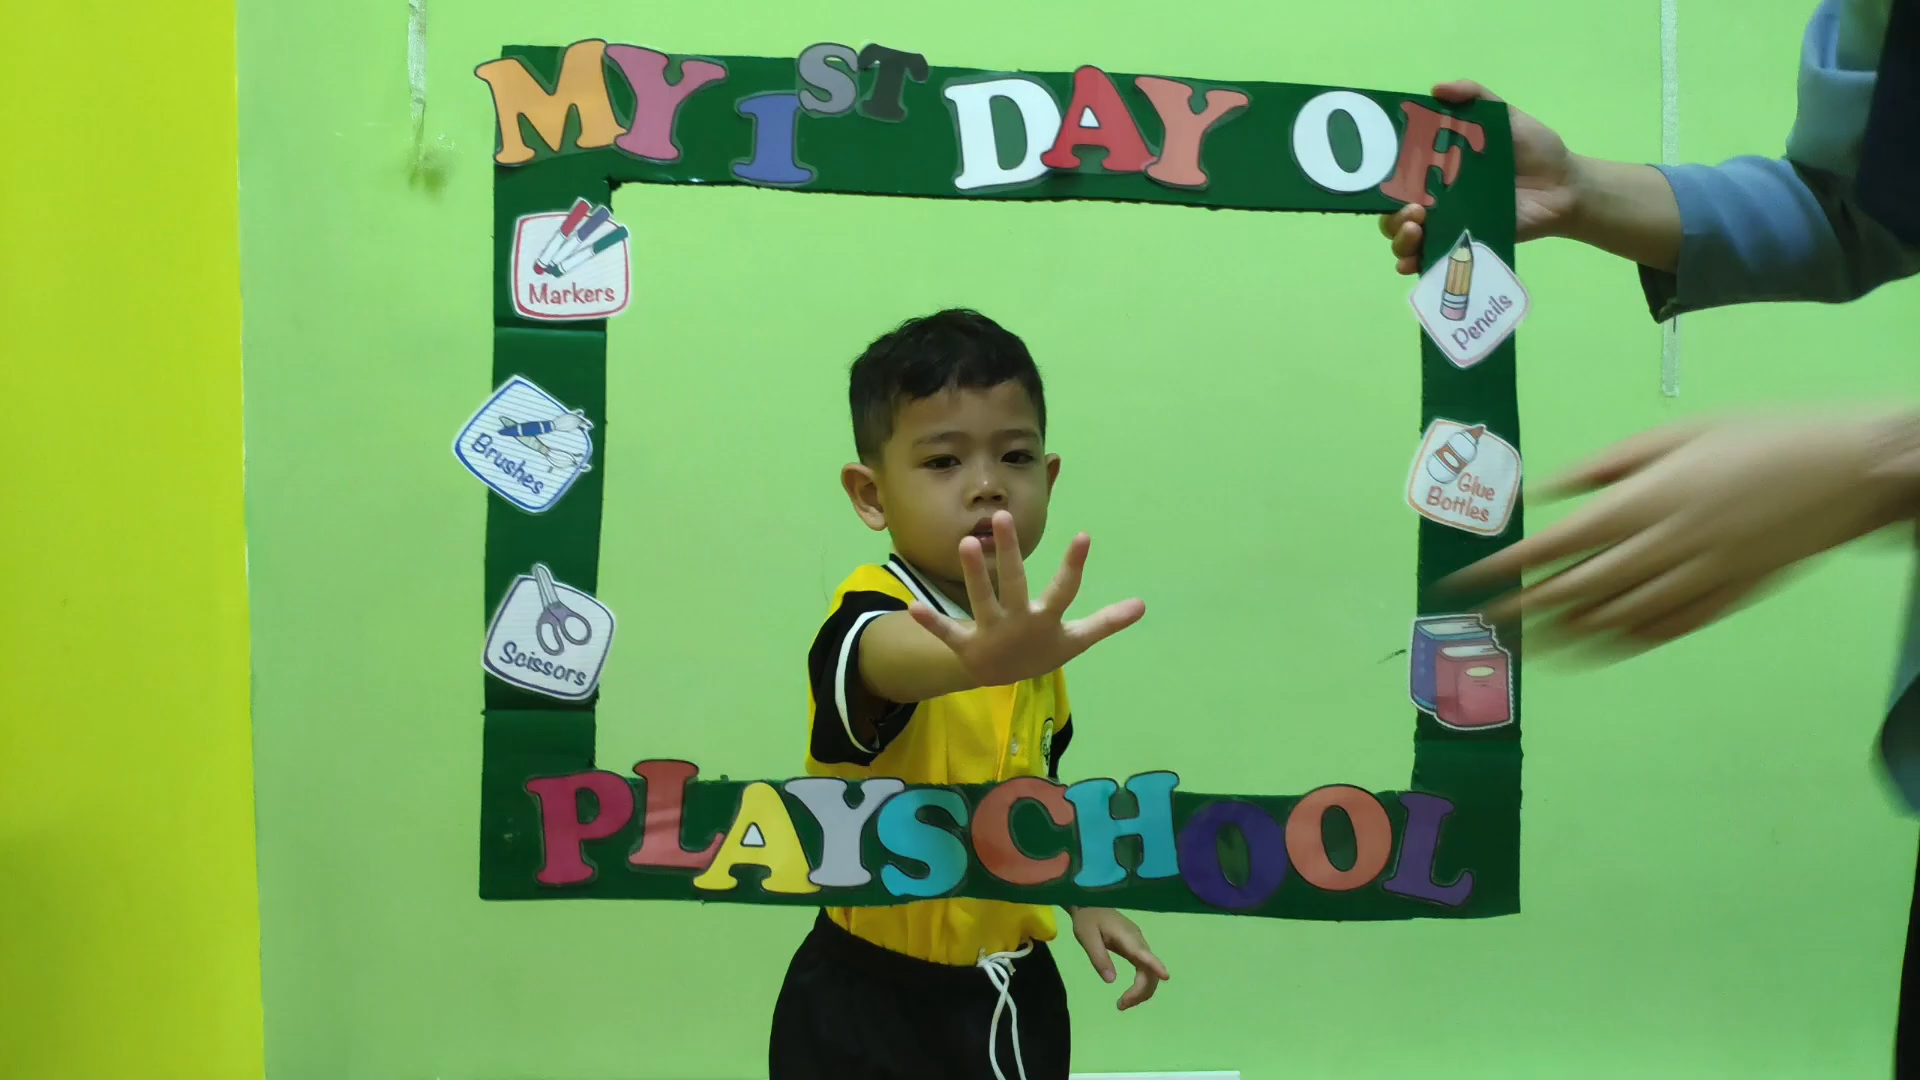 MY 1ST DAY OF
Markers
Pencils
Brushes
Glue
Bottles
Scissors
PLAYSCHOOL